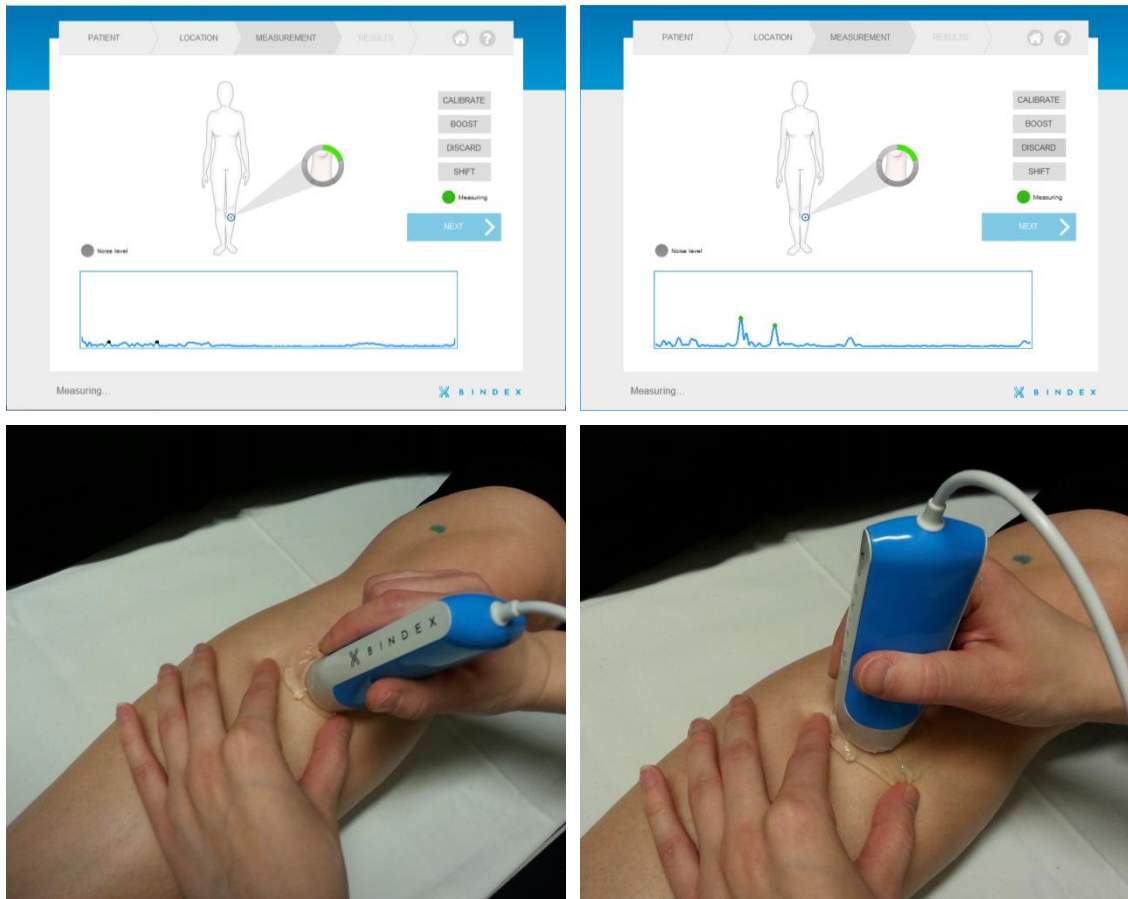 PATIENT LOCATION MEASUREMENT RESULTS ?
CALIBRATE
BOOST
DISCARD
SHIFT
Measuring
NEXT
Noise level
Measuring...
BINDEX
PATIENT LOCATION MEASUREMENT RESULTS ?
CALIBRATE
BOOST
DISCARD
SHIFT
Measuring
NEXT
Noise level
Measuring...
BINDEX
BINDEX